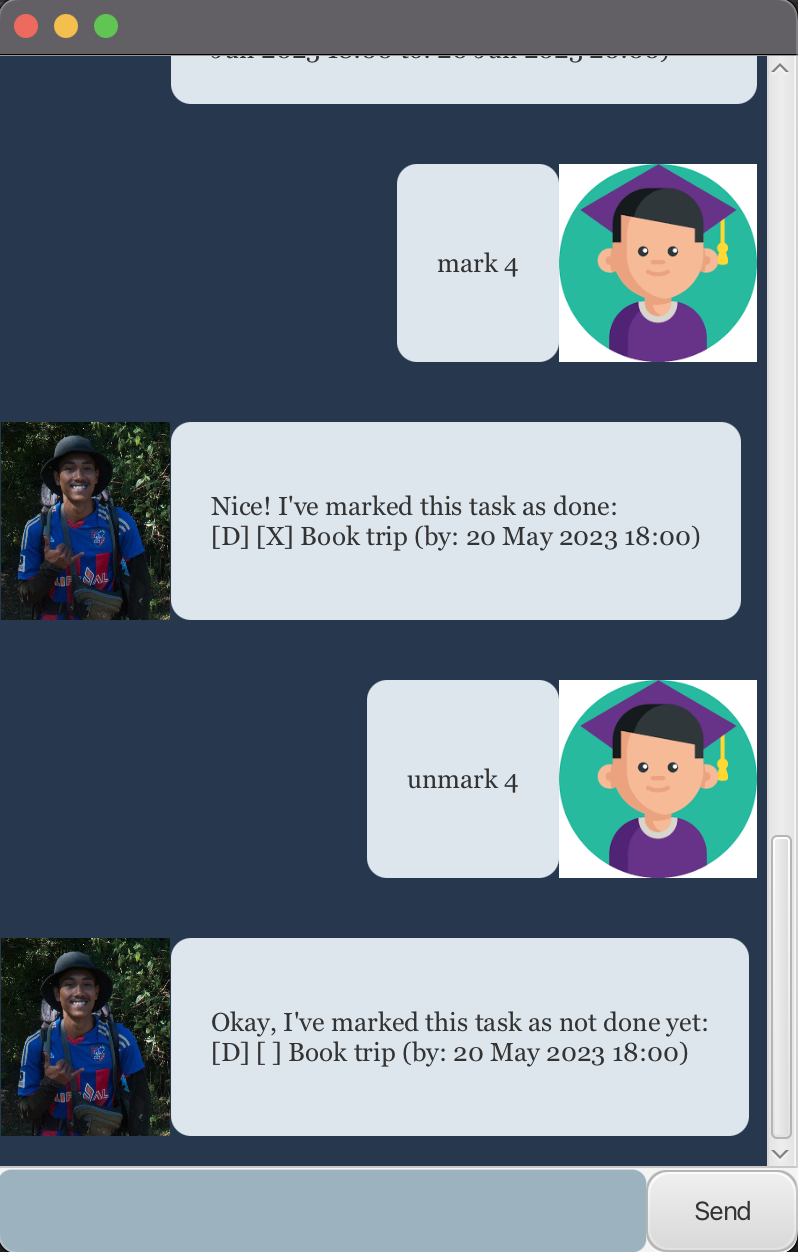 mark 4
Nice! I've marked this task as done:
[D] [X] Book trip (by: 20 May 2023 18:00)
unmark 4
Okay, I've marked this task as not done yet:
[D] [ ] Book trip (by: 20 May 2023 18:00)
Send